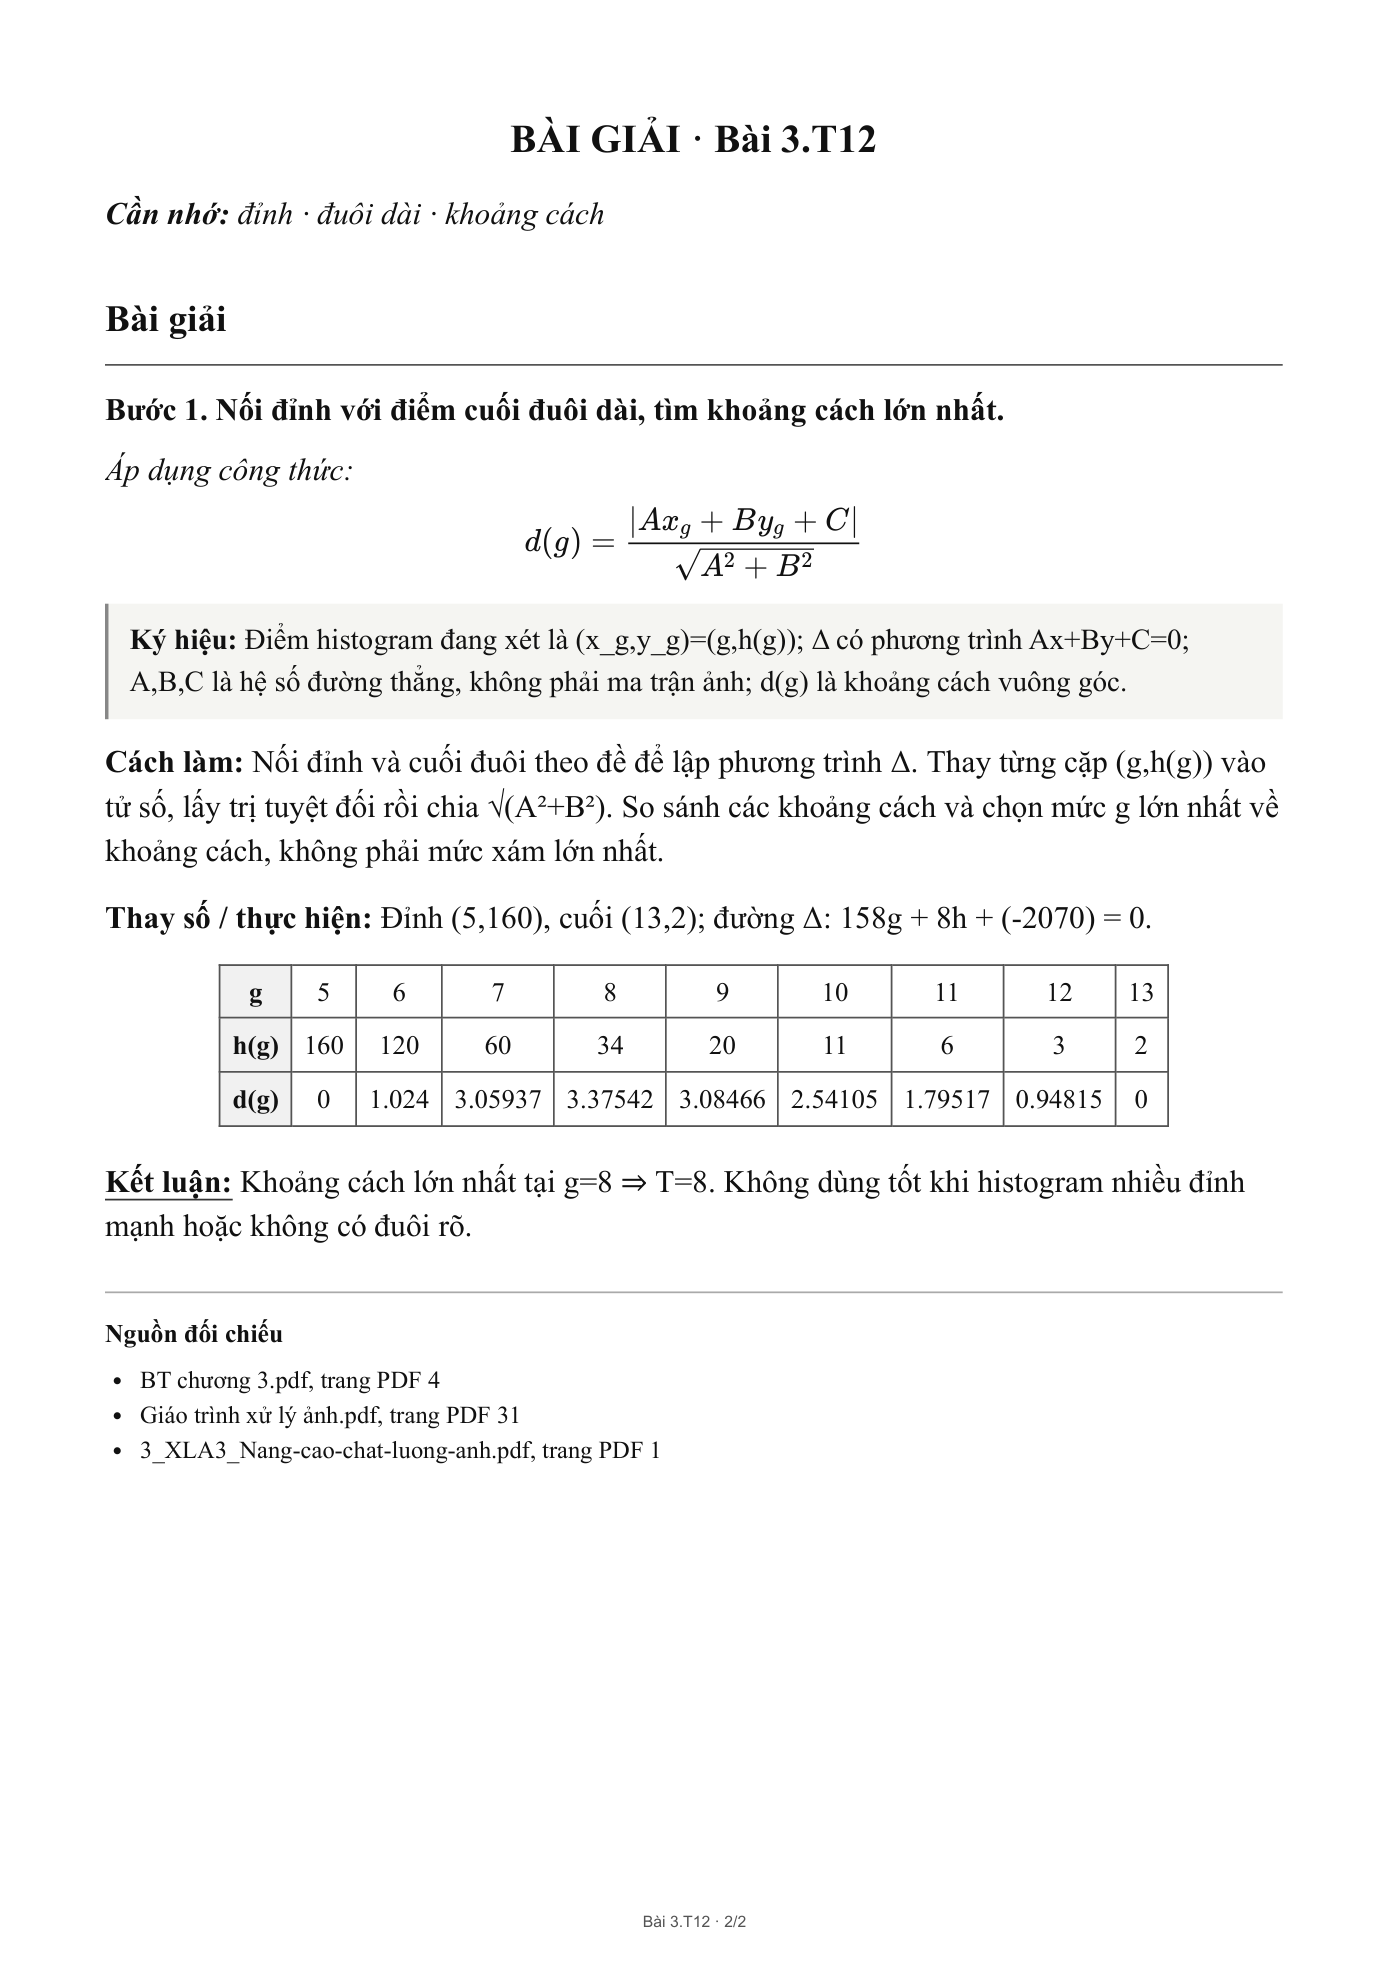 BÀI GIẢI · Bài 3.T12
Cần nhớ: đỉnh · đuôi dài · khoảng cách
Bài giải
Bước 1. Nối đỉnh với điểm cuối đuôi dài, tìm khoảng cách lớn nhất.
Áp dụng công thức:
d(g) = |Ax_g + By_g + C| / √(A² + B²)
Ký hiệu: Điểm histogram đang xét là (x_g,y_g)=(g,h(g)); Δ có phương trình Ax+By+C=0;
A,B,C là hệ số đường thẳng, không phải ma trận ảnh; d(g) là khoảng cách vuông góc.
Cách làm: Nối đỉnh và cuối đuôi theo đề để lập phương trình Δ. Thay từng cặp (g,h(g)) vào
tử số, lấy trị tuyệt đối rồi chia √(A²+B²). So sánh các khoảng cách và chọn mức g lớn nhất về
khoảng cách, không phải mức xám lớn nhất.
Thay số / thực hiện: Đỉnh (5,160), cuối (13,2); đường Δ: 158g + 8h + (-2070) = 0.
g 5 6 7 8 9 10 11 12 13
h(g) 160 120 60 34 20 11 6 3 2
d(g) 0 1.024 3.05937 3.37542 3.08466 2.54105 1.79517 0.94815 0
Kết luận: Khoảng cách lớn nhất tại g=8 ⇒ T=8. Không dùng tốt khi histogram nhiều đỉnh
mạnh hoặc không có đuôi rõ.
Nguồn đối chiếu
• BT chương 3.pdf, trang PDF 4
• Giáo trình xử lý ảnh.pdf, trang PDF 31
• 3_XLA3_Nang-cao-chat-luong-anh.pdf, trang PDF 1
Bài 3.T12 · 2/2